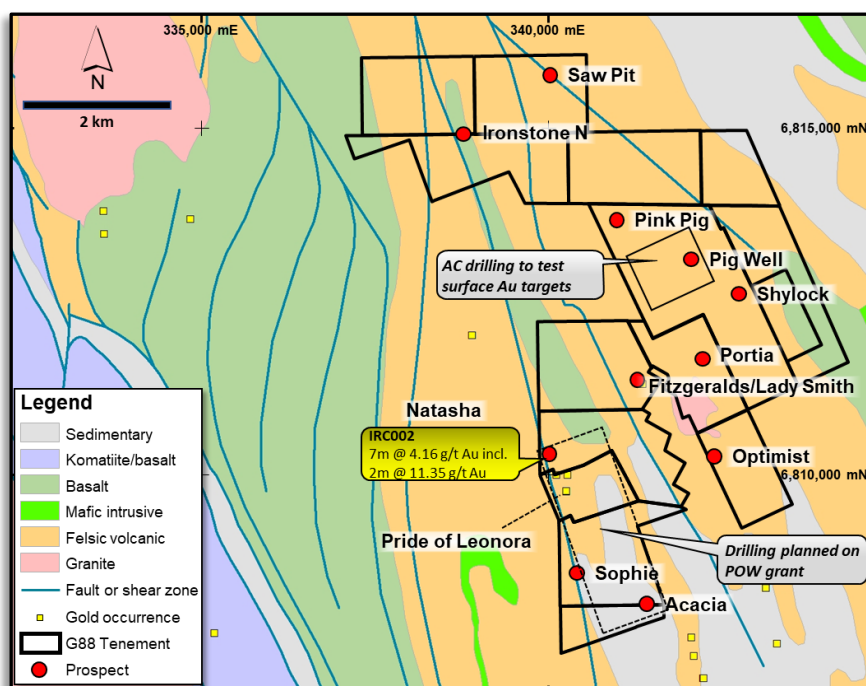 335,000 mE
340,000 mE
N
2 km
Saw Pit
Ironstone N
6,815,000 mN
Pink Pig
AC drilling to test
surface Au targets
Pig Well
Shylock
Portia
Fitzgeralds/Lady Smith
Natasha
IRC002
7m @ 4.16 g/t Au incl.
2m @ 11.35 g/t Au
Optimist
6,810,000 mN
Pride of Leonora
Drilling planned on
POW grant
Sophie
Acacia
Legend
Sedimentary
Komatiite/basalt
Basalt
Mafic intrusive
Felsic volcanic
Granite
Fault or shear zone
Gold occurrence
G88 Tenement
Prospect